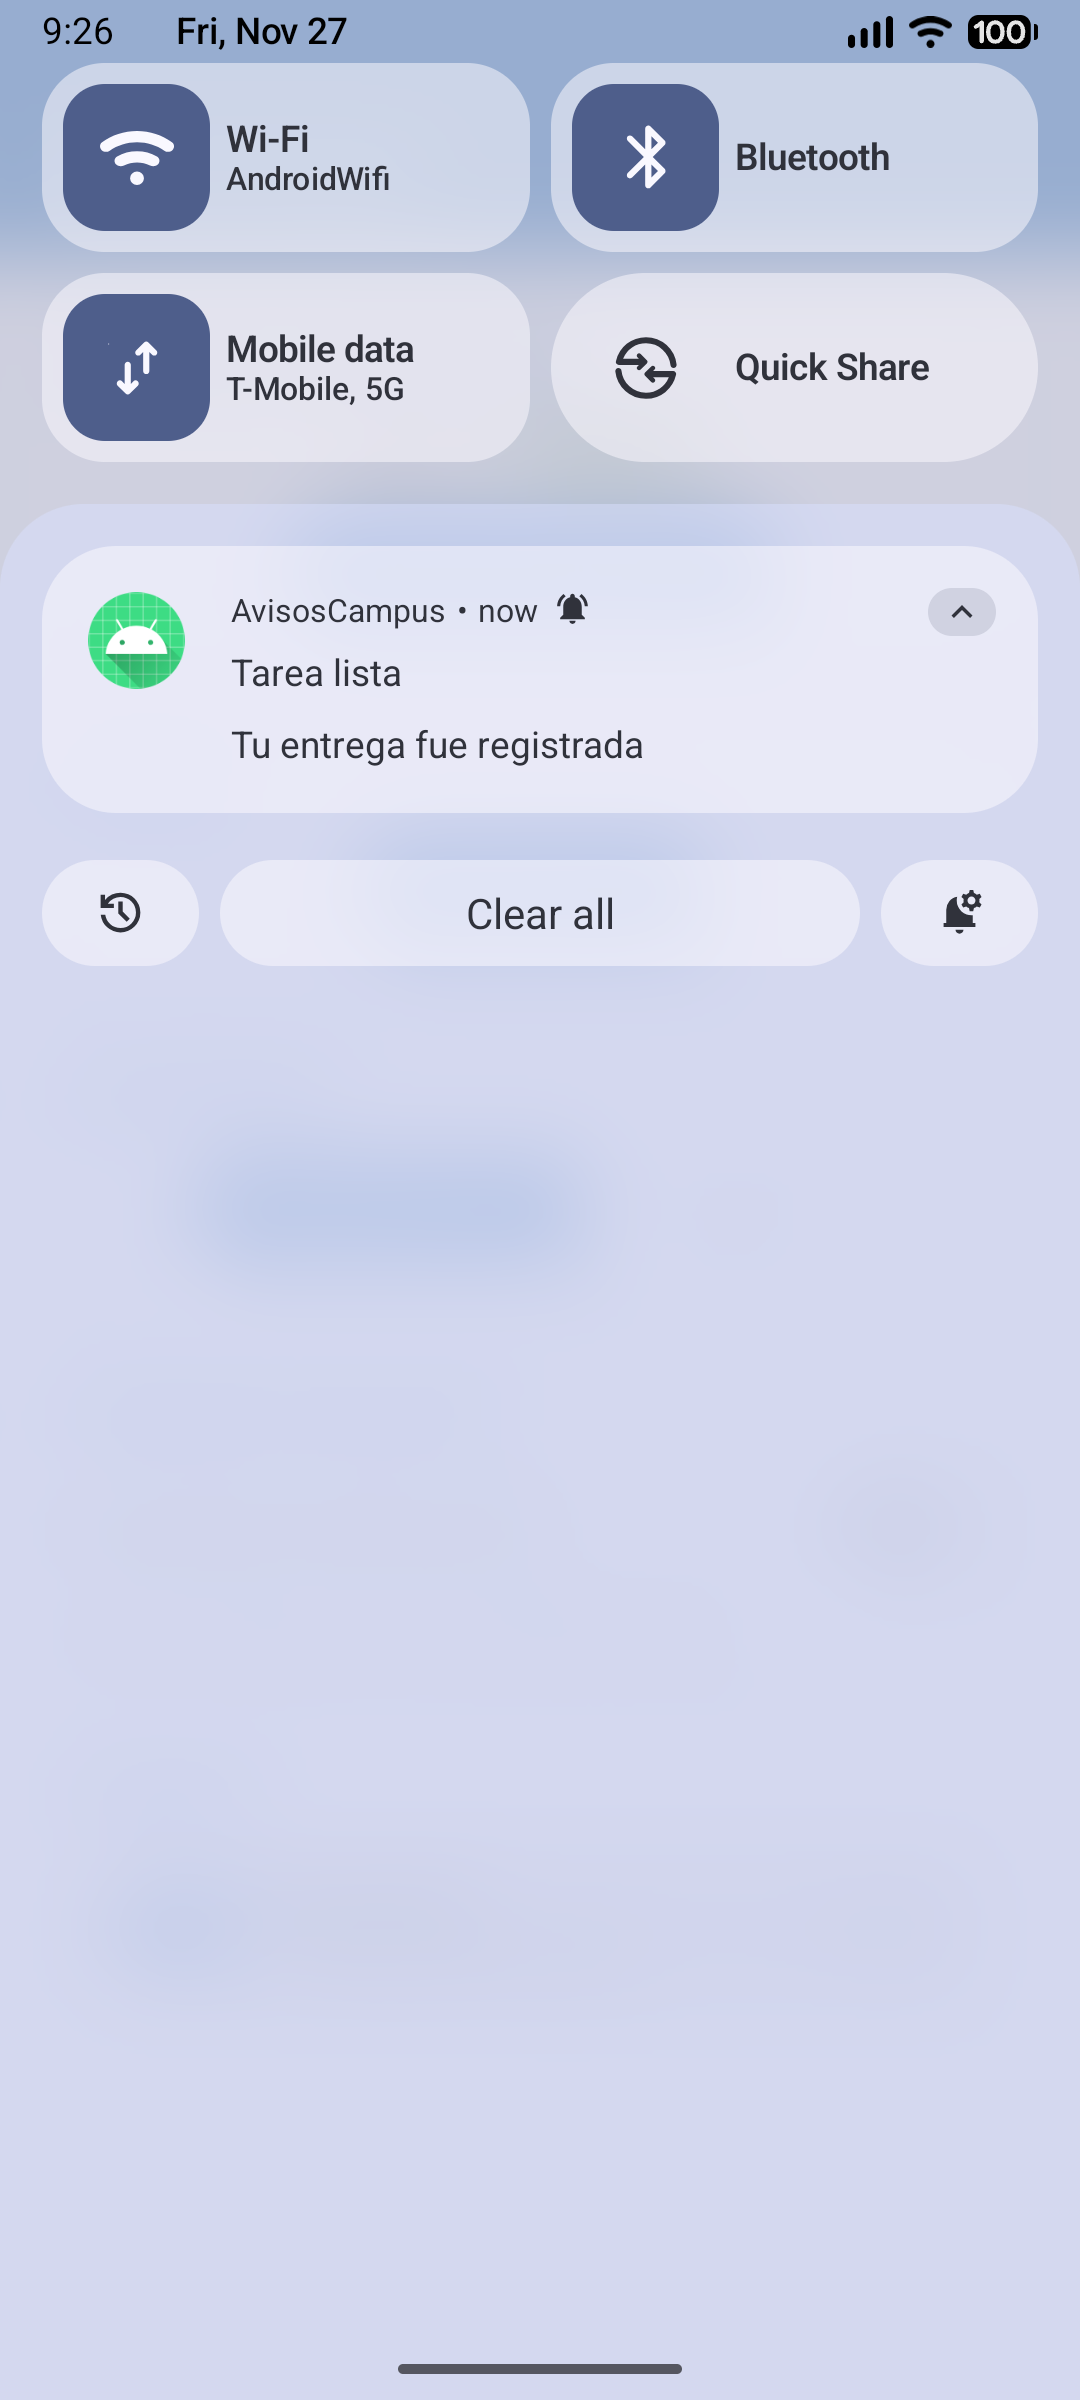 9:26 Fri, Nov 27 100
Wi-Fi
AndroidWifi
Bluetooth
Mobile data
T-Mobile, 5G
Quick Share
AvisosCampus • now
Tarea lista
Tu entrega fue registrada
Clear all